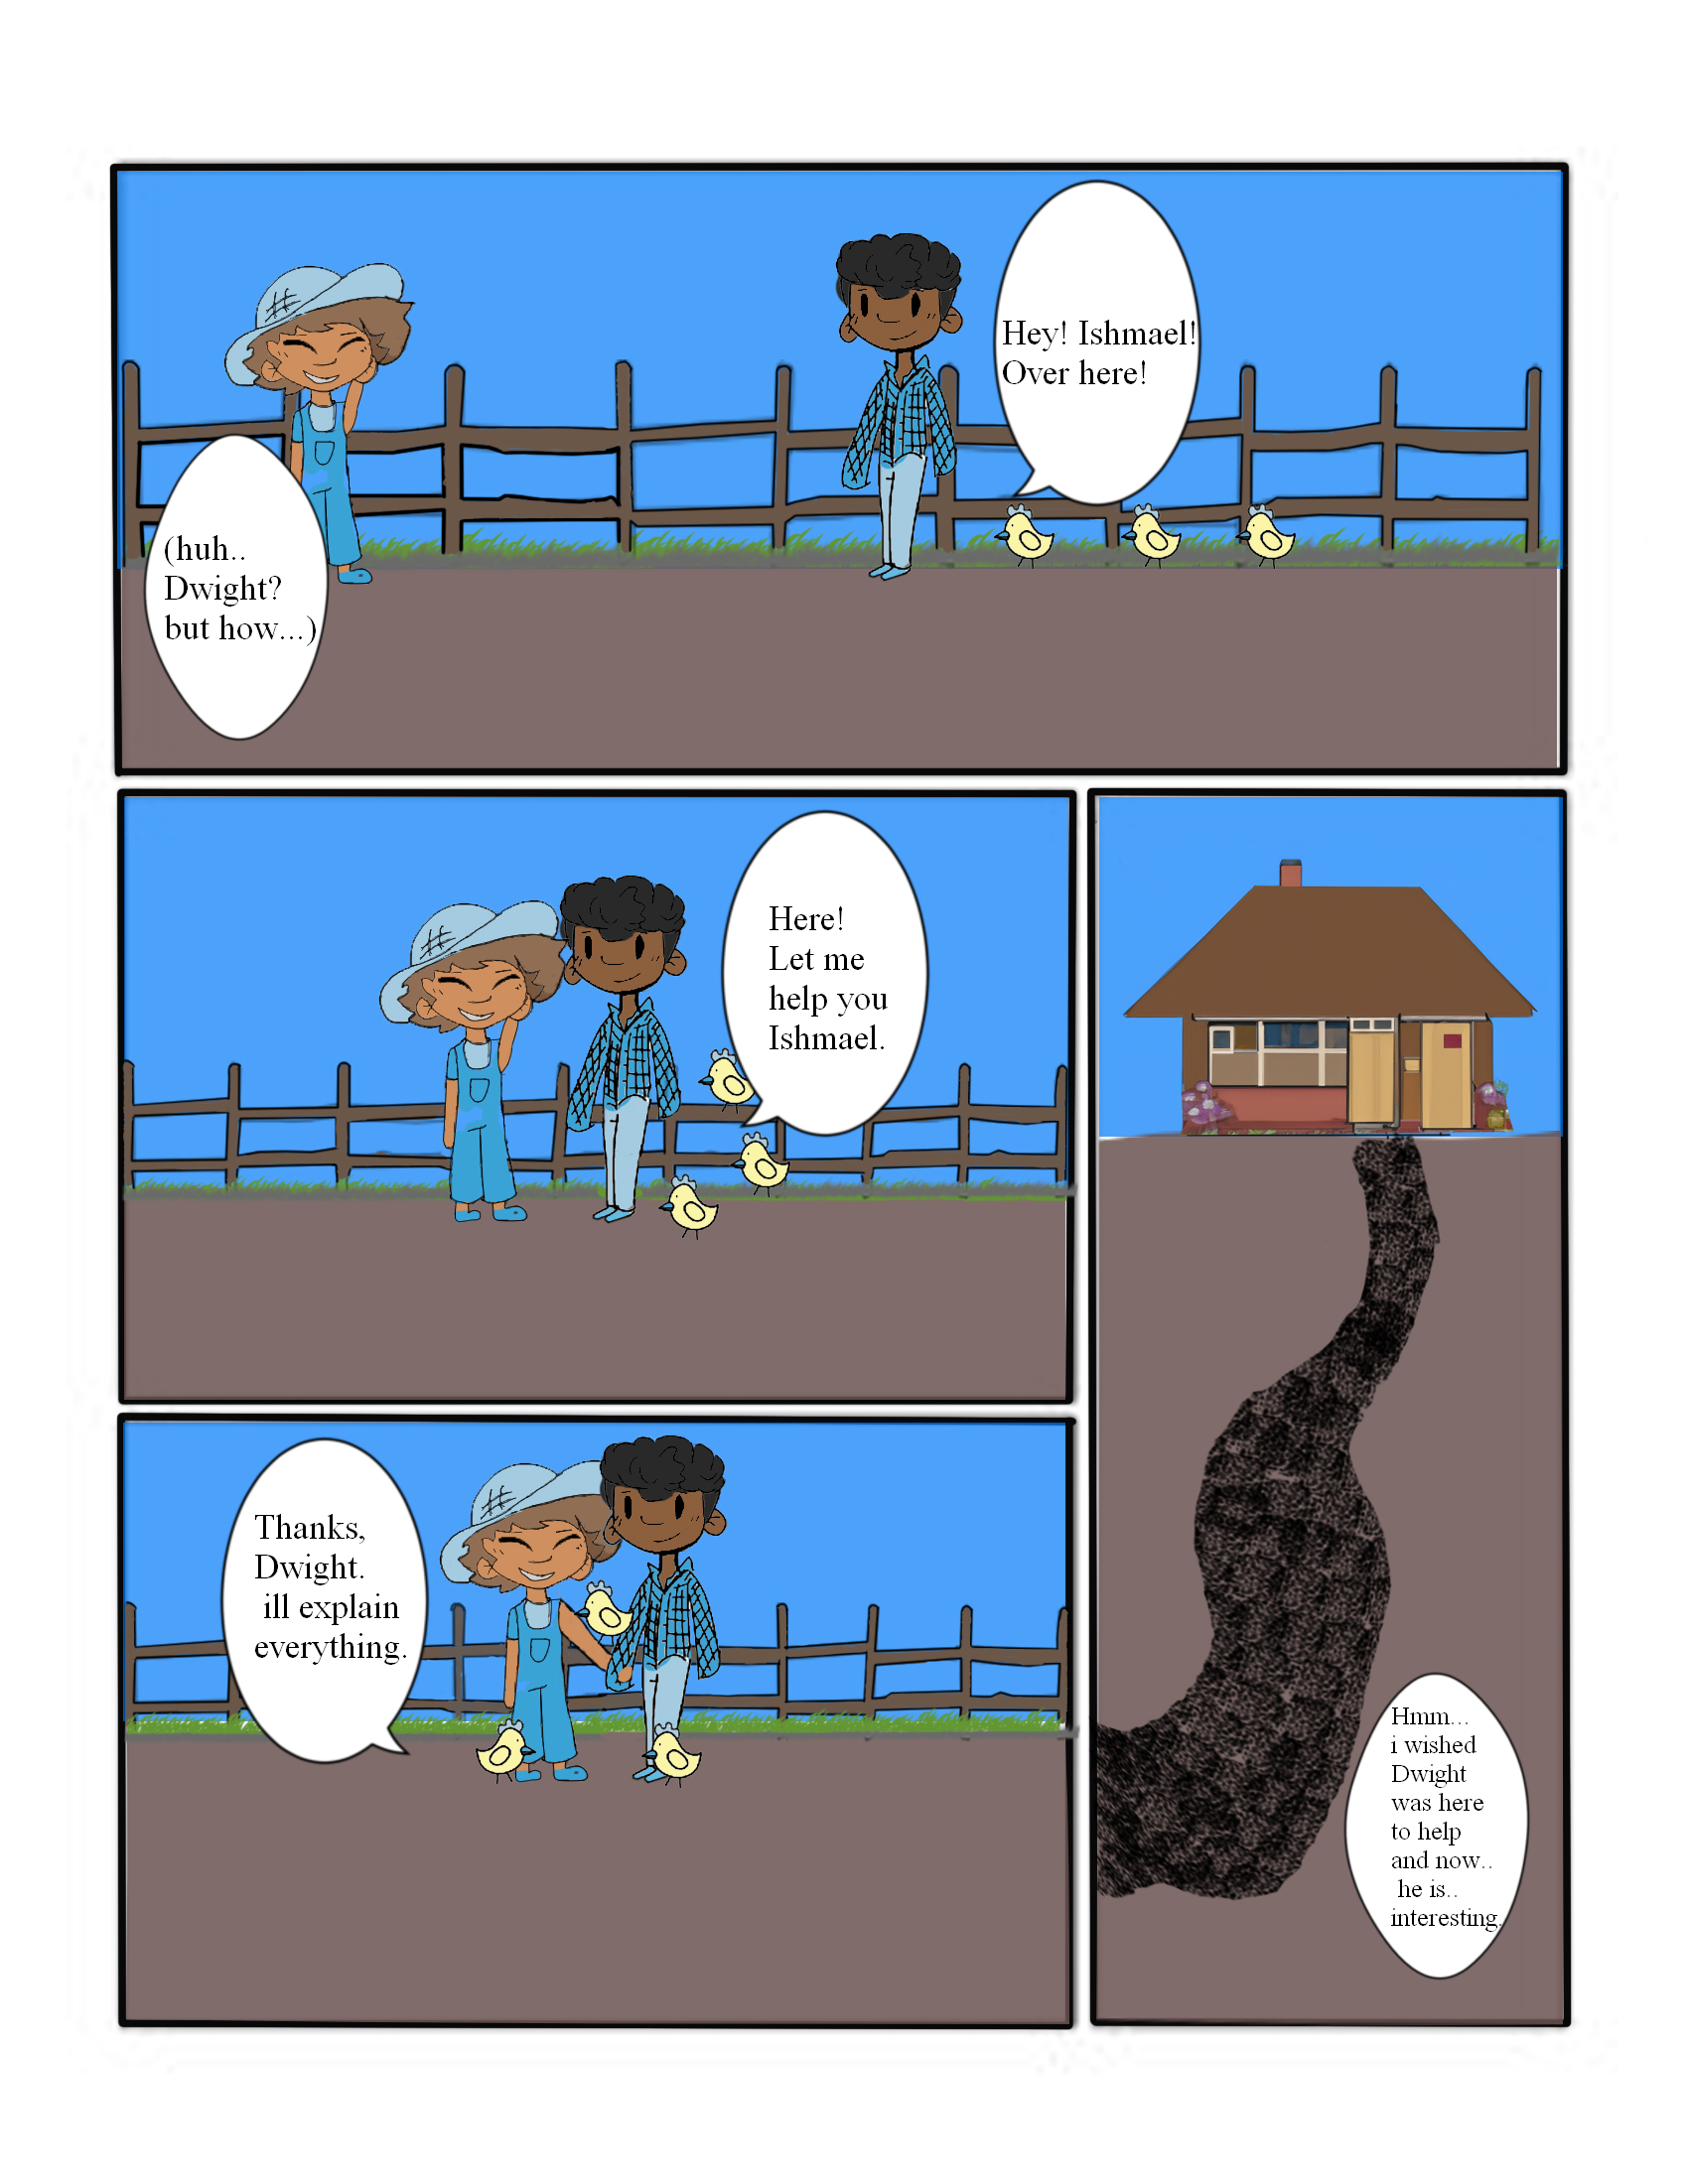 Hey! Ishmael!
Over here!
(huh..
Dwight?
but how...)
Here!
Let me
help you
Ishmael.
Thanks,
Dwight.
ill explain
everything.
Hmm...
i wished
Dwight
was here
to help
and now..
he is..
interesting.